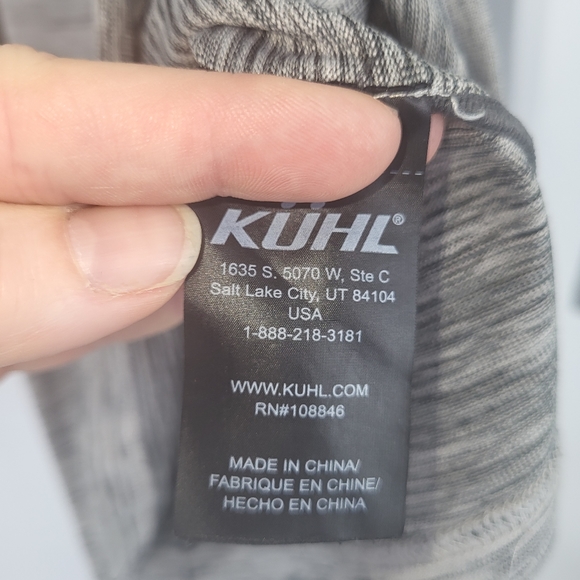 KÜHL®
1635 S. 5070 W, Ste C
Salt Lake City, UT 84104
USA
1-888-218-3181
WWW.KUHL.COM
RN#108846
MADE IN CHINA/
FABRIQUE EN CHINE/
HECHO EN CHINA